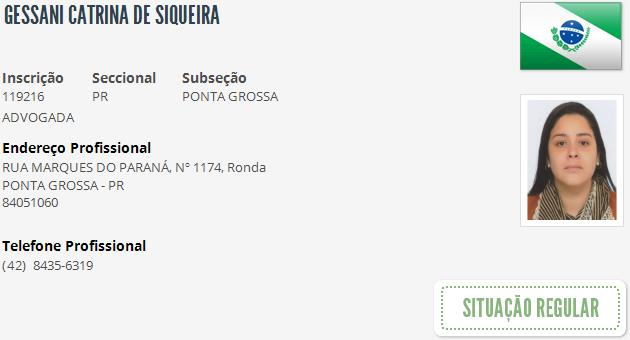 GESSANI CATRINA DE SIQUEIRA
Inscrição Seccional Subseção
119216 PR PONTA GROSSA
ADVOGADA
Endereço Profissional
RUA MARQUES DO PARANÁ, Nº 1174, Ronda
PONTA GROSSA - PR
84051060
Telefone Profissional
(42) 8435-6319
SITUAÇÃO REGULAR